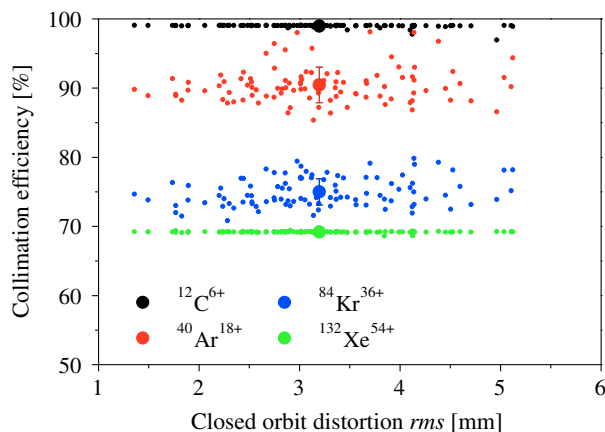 Collimation efficiency [%]
100
90
80
70
60
50
12C6+
84Kr36+
40Ar18+
132Xe54+
1 2 3 4 5 6
Closed orbit distortion rms [mm]